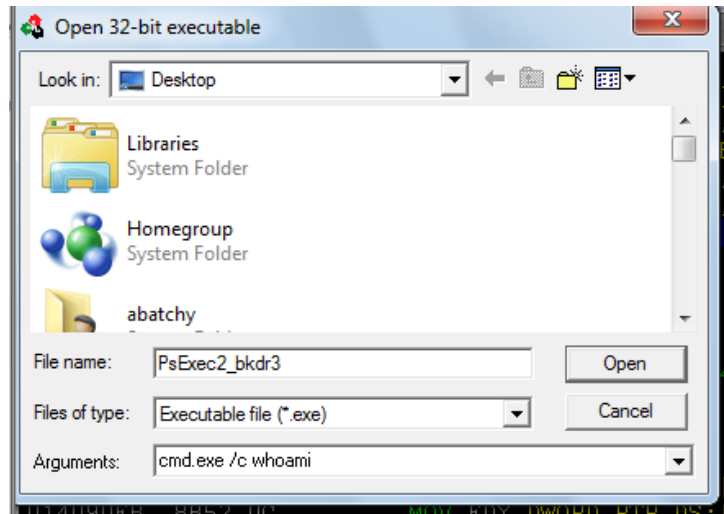 Open 32-bit executable
Look in: Desktop
Libraries
System Folder
Homegroup
System Folder
abatchy
File name: PsExec2_bkdr3 Open
Files of type: Executable file (*.exe) Cancel
Arguments: cmd.exe /c whoami